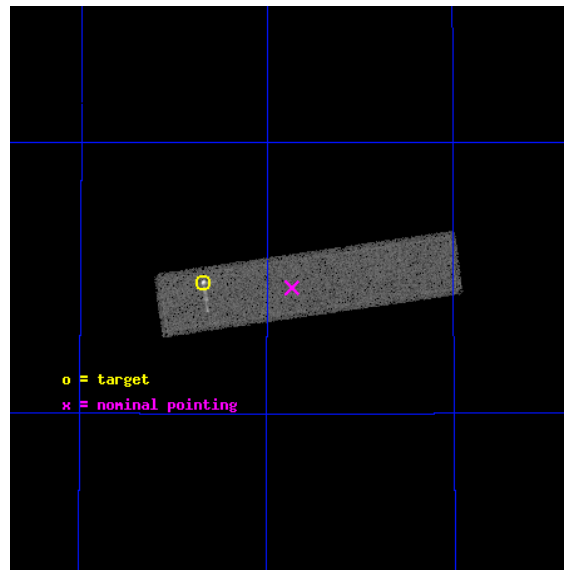 o = target
x = nominal pointing